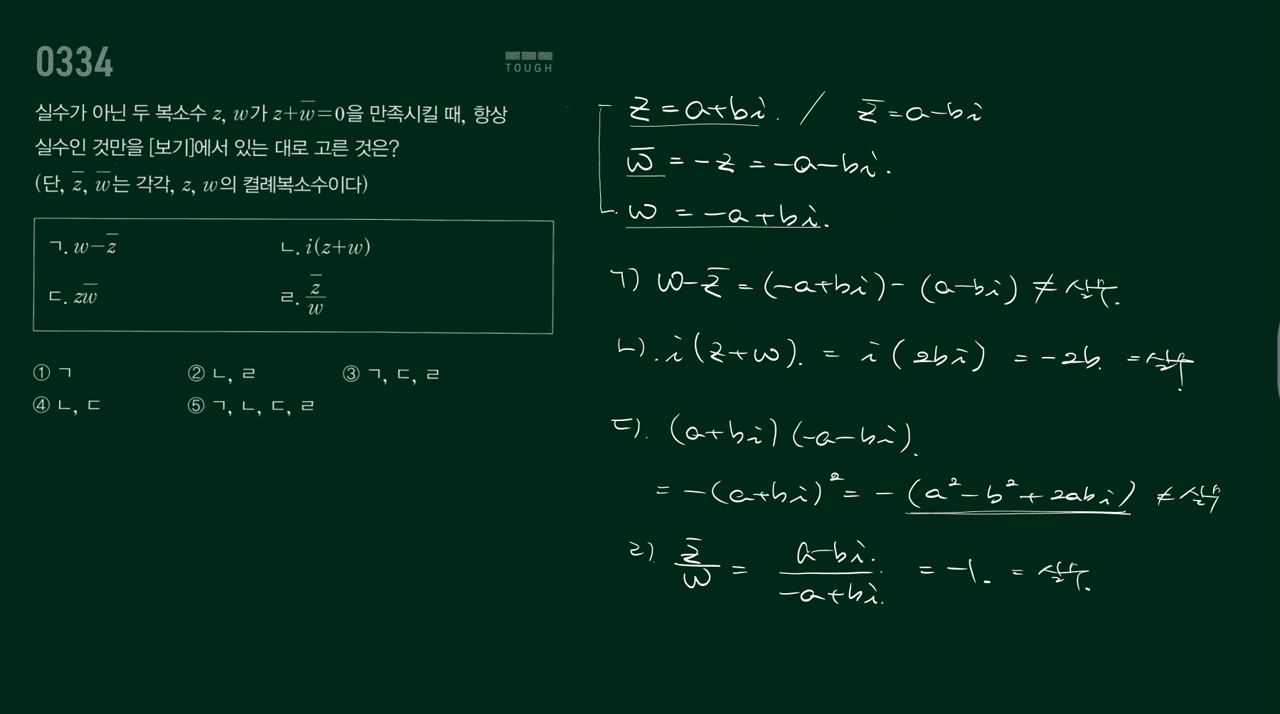 0334
TOUGH
실수가 아닌 두 복소수 z, w가 z+w̅=0을 만족시킬 때, 항상
실수인 것만을 [보기]에서 있는 대로 고른 것은?
(단, z̅, w̅는 각각, z, w의 켤레복소수이다)
ㄱ. w−z̅ ㄴ. i(z+w)
ㄷ. zw̅ ㄹ. z̅/w
① ㄱ ② ㄴ, ㄹ ③ ㄱ, ㄷ, ㄹ
④ ㄴ, ㄷ ⑤ ㄱ, ㄴ, ㄷ, ㄹ
z = a+bi. / z̅ = a−bi
w̅ = −z = −a−bi.
w = −a+bi.
ㄱ) w−z̅ = (−a+bi)−(a−bi) ≠ 실수.
ㄴ). i(z+w). = i(2bi) = −2b. = 실수!
ㄷ). (a+bi)(−a−bi).
= −(a+bi)² = −(a²−b²+2abi) ≠ 실수
ㄹ). z̅/w = a−bi./−a+bi. = −1. = 실수.